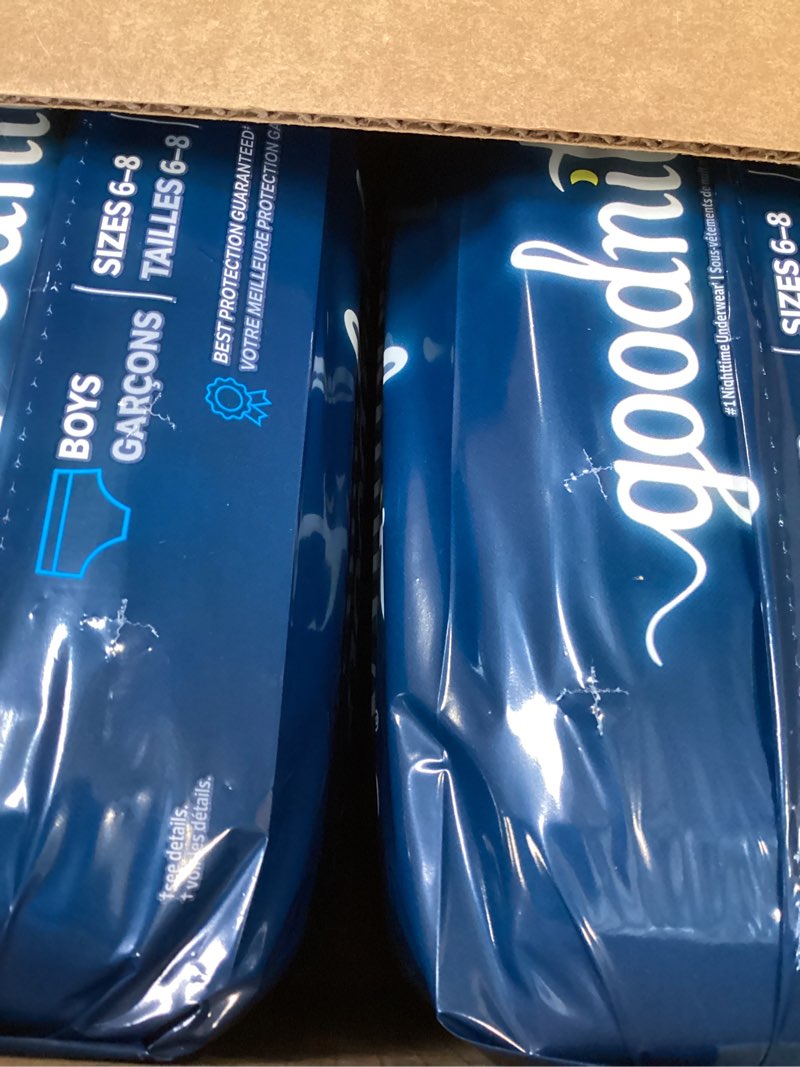 BOYS | SIZES 6–8
GARÇONS | TAILLES 6–8
BEST PROTECTION GUARANTEED†
VOTRE MEILLEURE PROTECTION
†see details.
† voir les détails.
goodnit
#1 Nighttime Underwear* | Sous-vêtements de
SIZES 6–8